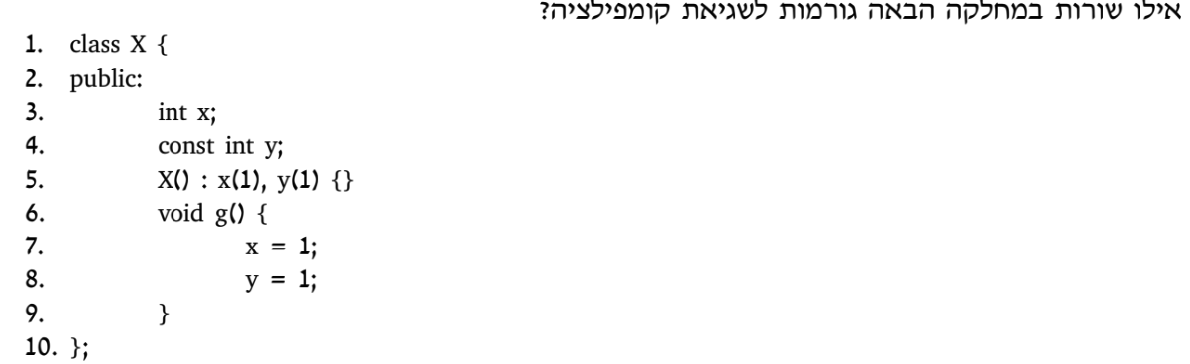 אילו שורות במחלקה הבאה גורמות לשגיאת קומפילציה?
1. class X {
2. public:
3. int x;
4. const int y;
5. X() : x(1), y(1) {}
6. void g() {
7. x = 1;
8. y = 1;
9. }
10. };